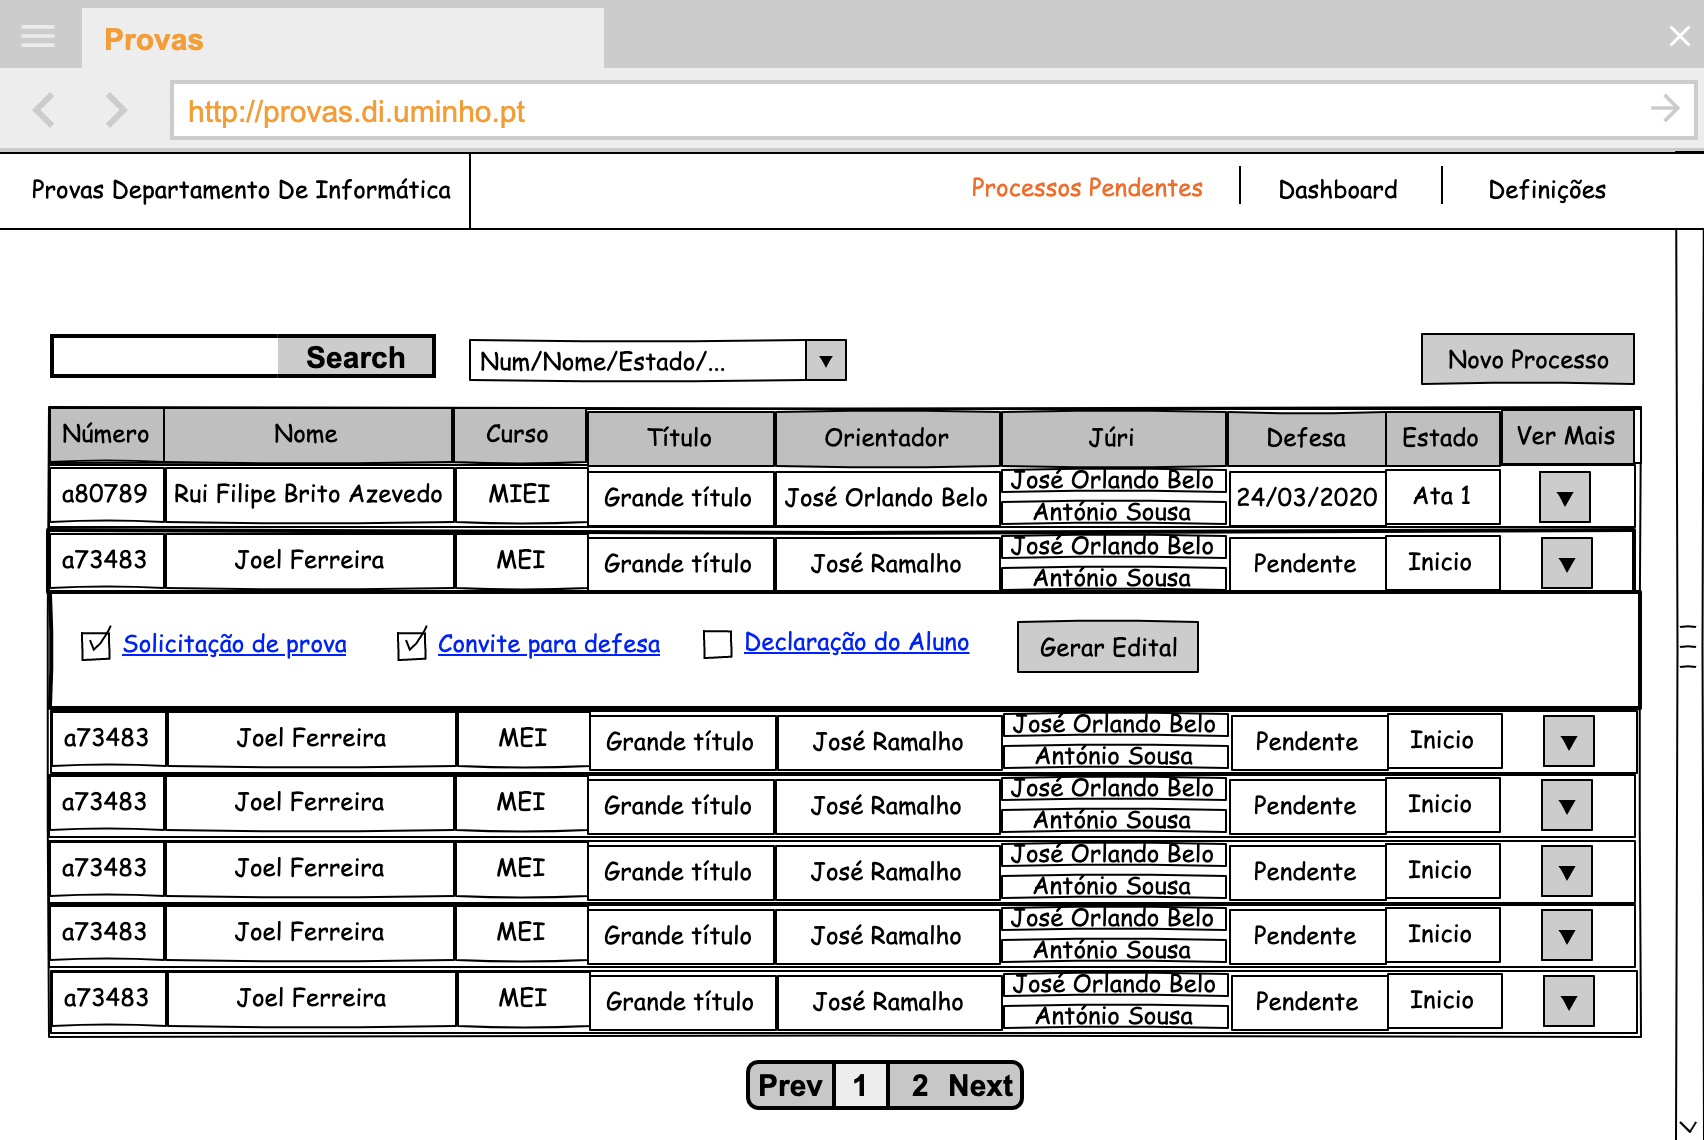 Provas
http://provas.di.uminho.pt
Provas Departamento De Informática
Processos Pendentes
Dashboard
Definições
Search
Num/Nome/Estado/...
Novo Processo
Número Nome Curso Título Orientador Júri Defesa Estado Ver Mais
a80789 Rui Filipe Brito Azevedo MIEI Grande título José Orlando Belo José Orlando Belo António Sousa 24/03/2020 Ata 1
a73483 Joel Ferreira MEI Grande título José Ramalho José Orlando Belo António Sousa Pendente Inicio
Solicitação de prova Convite para defesa Declaração do Aluno Gerar Edital
a73483 Joel Ferreira MEI Grande título José Ramalho José Orlando Belo António Sousa Pendente Inicio
a73483 Joel Ferreira MEI Grande título José Ramalho José Orlando Belo António Sousa Pendente Inicio
a73483 Joel Ferreira MEI Grande título José Ramalho José Orlando Belo António Sousa Pendente Inicio
a73483 Joel Ferreira MEI Grande título José Ramalho José Orlando Belo António Sousa Pendente Inicio
a73483 Joel Ferreira MEI Grande título José Ramalho José Orlando Belo António Sousa Pendente Inicio
Prev 1 2 Next